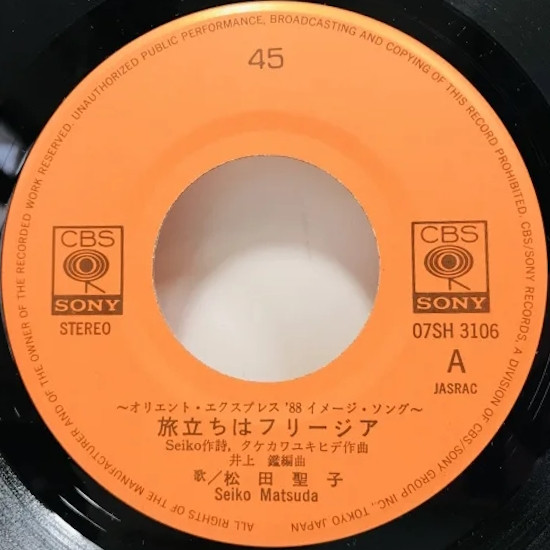 ALL RIGHTS OF THE MANUFACTURER AND OF THE OWNER OF THE RECORDED WORK RESERVED. UNAUTHORIZED PUBLIC PERFORMANCE, BROADCASTING AND COPYING OF THIS RECORD PROHIBITED. CBS/SONY RECORDS, A DIVISION OF CBS/SONY GROUP INC., TOKYO JAPAN
45
CBS
SONY
STEREO
CBS
SONY
07SH 3106
A
JASRAC
～オリエント・エクスプレス '88 イメージ・ソング～
旅立ちはフリージア
Seiko作詩，タケカワユキヒデ作曲
井上 鑑編曲
歌／松田聖子
Seiko Matsuda